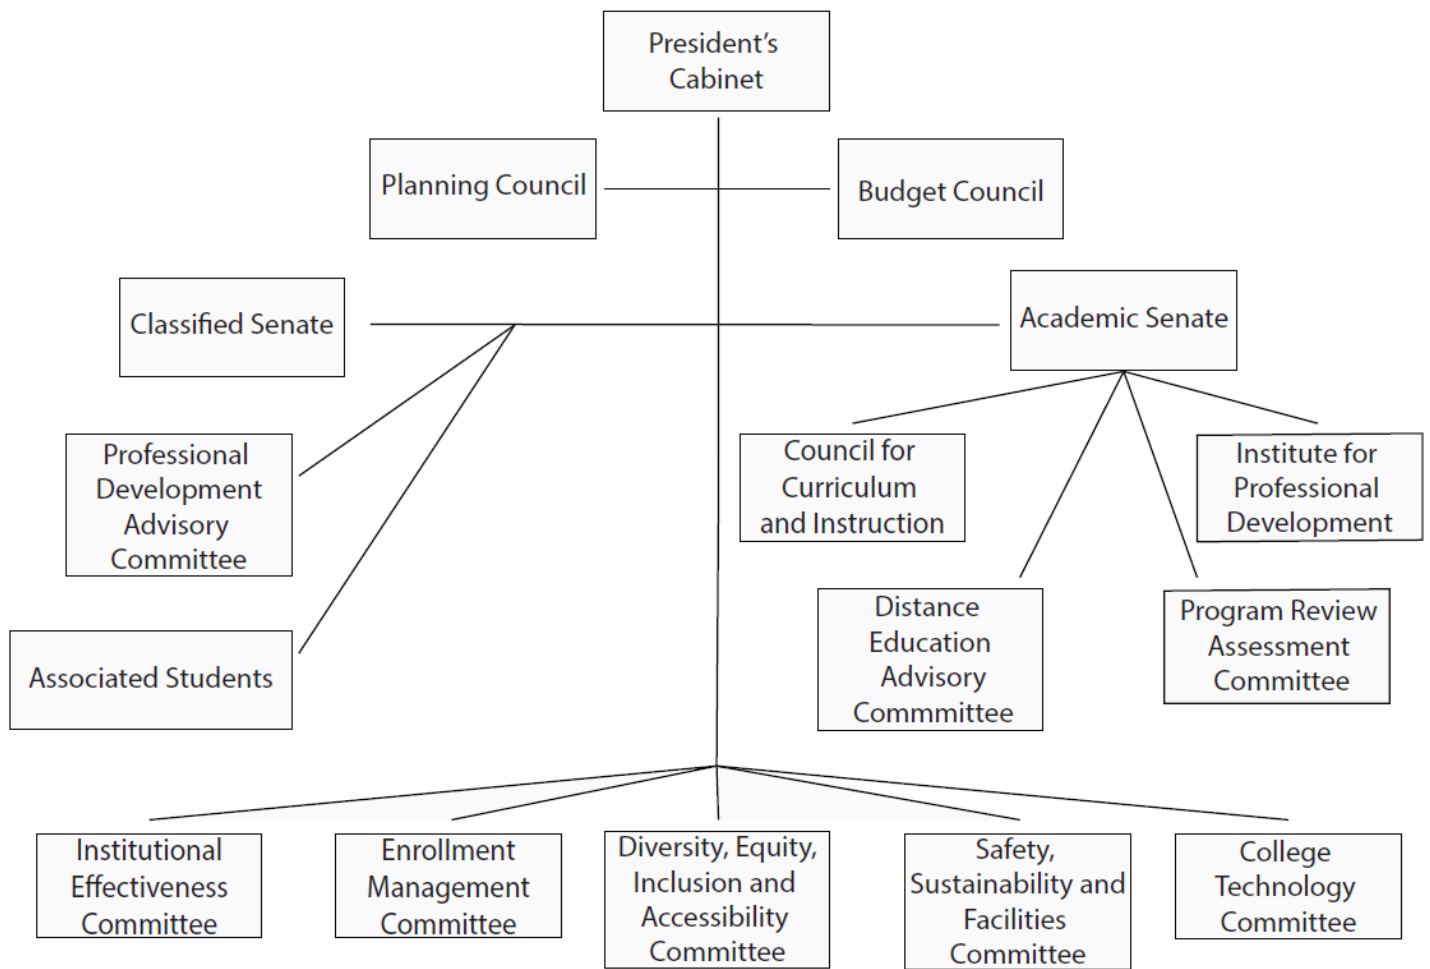 President’s
Cabinet
Planning Council
Budget Council
Classified Senate
Academic Senate
Professional
Development
Advisory
Committee
Council for
Curriculum
and Instruction
Institute for
Professional
Development
Associated Students
Distance
Education
Advisory
Commmittee
Program Review
Assessment
Committee
Institutional
Effectiveness
Committee
Enrollment
Management
Committee
Diversity, Equity,
Inclusion and
Accessibility
Committee
Safety,
Sustainability and
Facilities
Committee
College
Technology
Committee